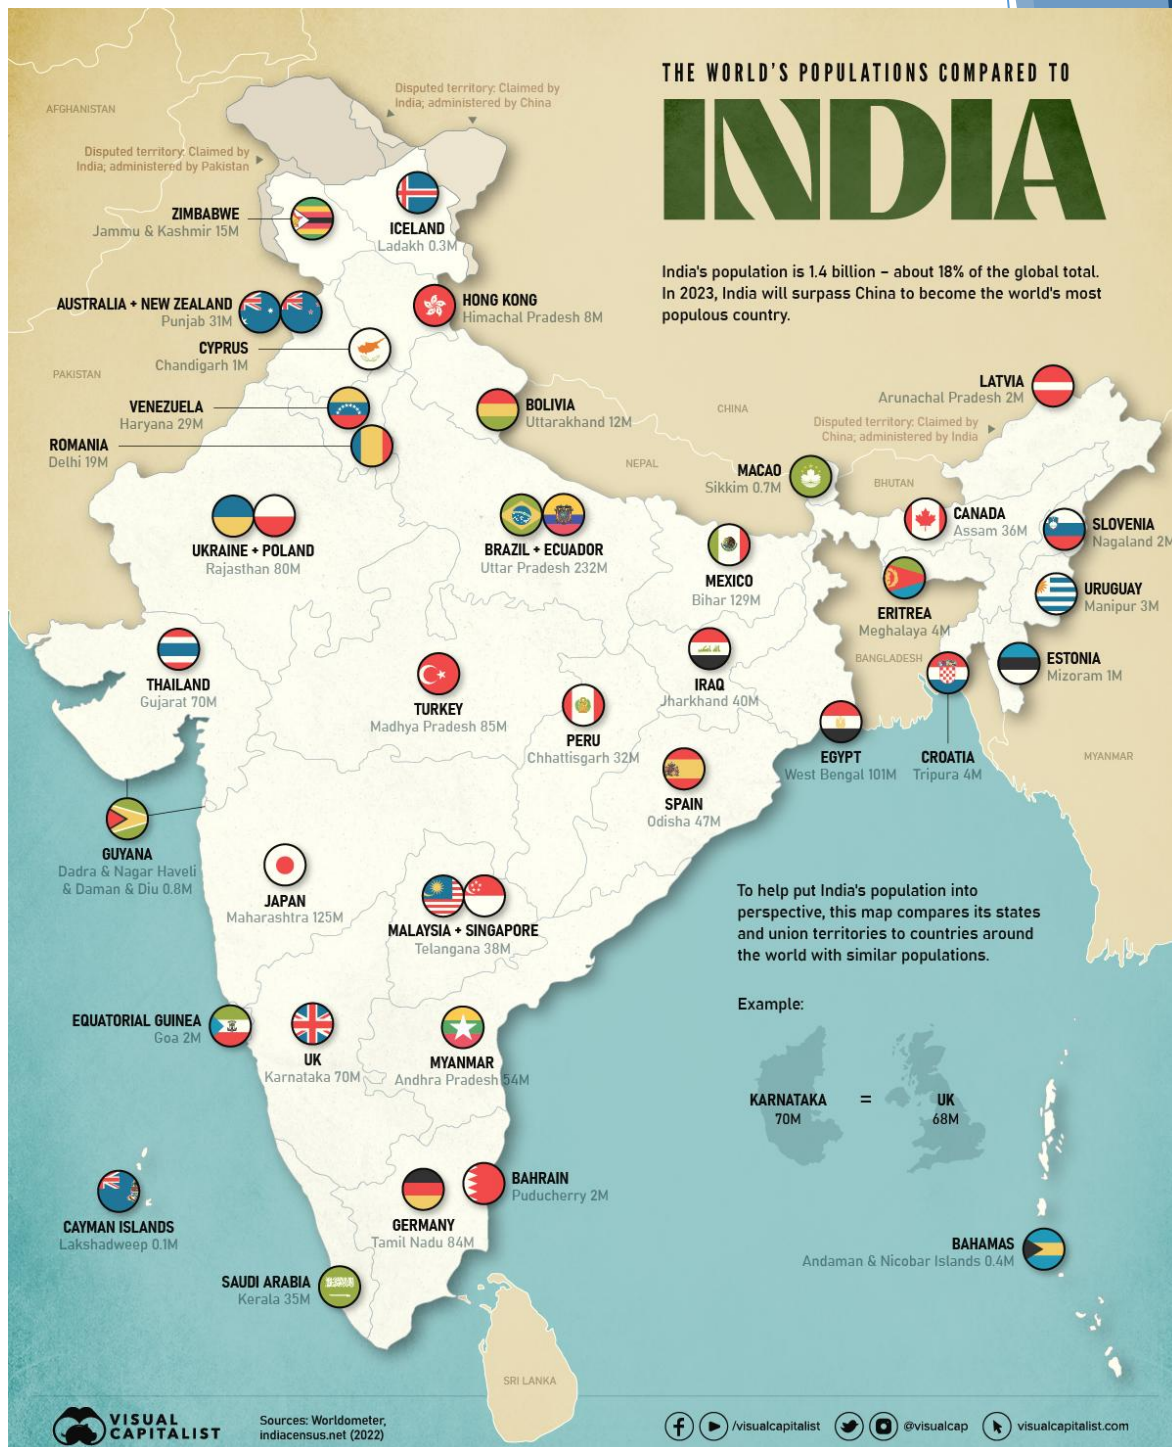 THE WORLD'S POPULATIONS COMPARED TO
INDIA
India's population is 1.4 billion – about 18% of the global total.
In 2023, India will surpass China to become the world's most
populous country.
AFGHANISTAN
Disputed territory: Claimed by
India; administered by China
Disputed territory: Claimed by
India; administered by Pakistan
ZIMBABWE
Jammu & Kashmir 15M
ICELAND
Ladakh 0.3M
AUSTRALIA + NEW ZEALAND
Punjab 31M
HONG KONG
Himachal Pradesh 8M
CYPRUS
Chandigarh 1M
PAKISTAN
VENEZUELA
Haryana 29M
BOLIVIA
Uttarakhand 12M
ROMANIA
Delhi 19M
CHINA
NEPAL
LATVIA
Arunachal Pradesh 2M
Disputed territory: Claimed by
China; administered by India
MACAO
Sikkim 0.7M
BHUTAN
CANADA
Assam 36M
SLOVENIA
Nagaland 2M
UKRAINE + POLAND
Rajasthan 80M
BRAZIL + ECUADOR
Uttar Pradesh 232M
MEXICO
Bihar 129M
ERITREA
Meghalaya 4M
URUGUAY
Manipur 3M
BANGLADESH
ESTONIA
Mizoram 1M
THAILAND
Gujarat 70M
TURKEY
Madhya Pradesh 85M
IRAQ
Jharkhand 40M
PERU
Chhattisgarh 32M
EGYPT
West Bengal 101M
CROATIA
Tripura 4M
MYANMAR
SPAIN
Odisha 47M
GUYANA
Dadra & Nagar Haveli
& Daman & Diu 0.8M
JAPAN
Maharashtra 125M
MALAYSIA + SINGAPORE
Telangana 38M
To help put India's population into
perspective, this map compares its states
and union territories to countries around
the world with similar populations.
Example:
KARNATAKA
70M
=
UK
68M
EQUATORIAL GUINEA
Goa 2M
UK
Karnataka 70M
MYANMAR
Andhra Pradesh 54M
CAYMAN ISLANDS
Lakshadweep 0.1M
GERMANY
Tamil Nadu 84M
BAHRAIN
Puducherry 2M
BAHAMAS
Andaman & Nicobar Islands 0.4M
SAUDI ARABIA
Kerala 35M
SRI LANKA
VISUAL
CAPITALIST
Sources: Worldometer,
indiacensus.net (2022)
/visualcapitalist
@visualcap
visualcapitalist.com